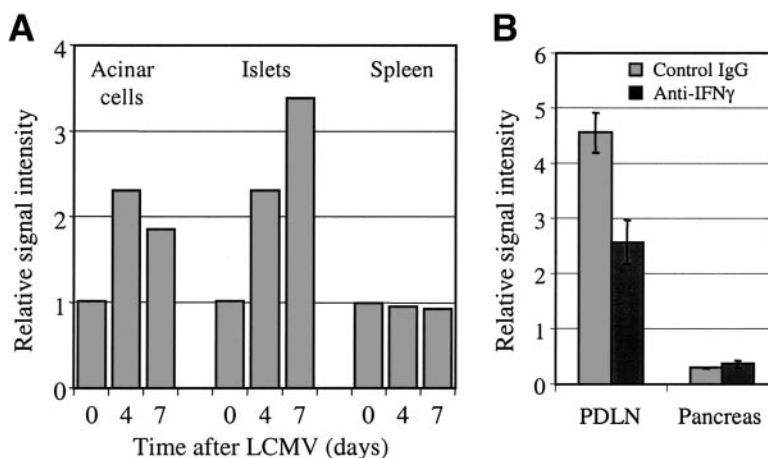 A
Relative signal intensity
4
3
2
1
0
Acinar
cells
Islets
Spleen
0 4 7 0 4 7 0 4 7
Time after LCMV (days)
B
Relative signal intensity
6
5
4
3
2
1
0
Control IgG
Anti-IFNγ
PDLN Pancreas